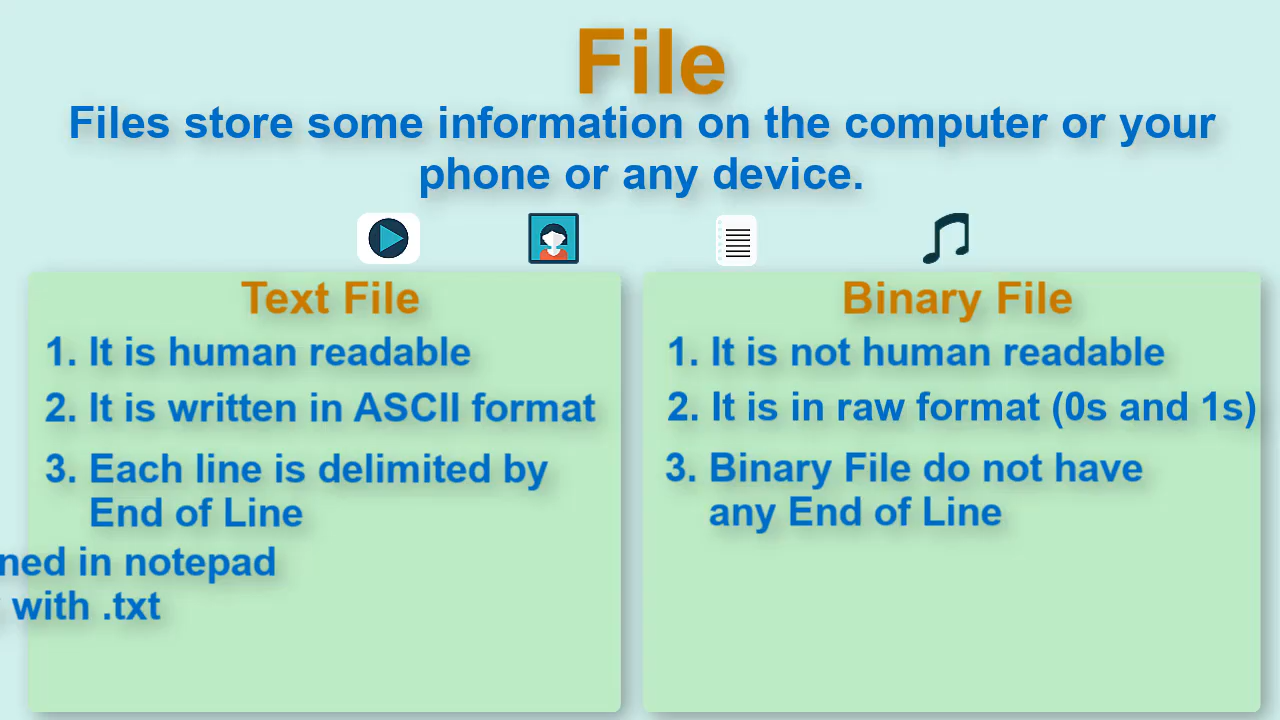 File
Files store some information on the computer or your
phone or any device.
Text File
1. It is human readable
2. It is written in ASCII format
3. Each line is delimited by
End of Line
ned in notepad
with .txt
Binary File
1. It is not human readable
2. It is in raw format (0s and 1s)
3. Binary File do not have
any End of Line